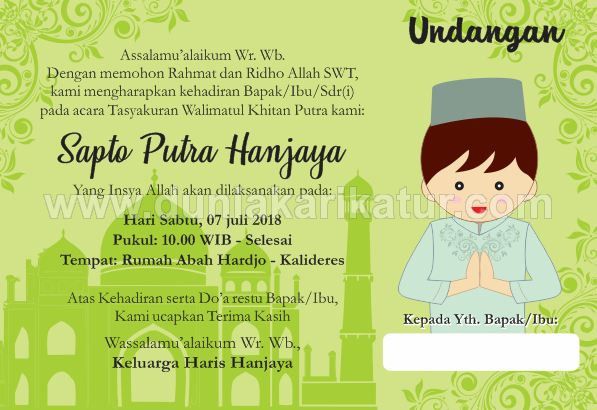 Undangan
Assalamu'alaikum Wr. Wb.
Dengan memohon Rahmat dan Ridho Allah SWT,
kami mengharapkan kehadiran Bapak/Ibu/Sdr(i)
pada acara Tasyakuran Walimatul Khitan Putra kami:
Sapto Putra Hanjaya
Yang Insya Allah akan dilaksanakan pada:
www.duniakarikatur.com
Hari Sabtu, 07 juli 2018
Pukul: 10.00 WIB - Selesai
Tempat: Rumah Abah Hardjo - Kalideres
Atas Kehadiran serta Do'a restu Bapak/Ibu,
Kami ucapkan Terima Kasih
Wassalamu'alaikum Wr. Wb.,
Keluarga Haris Hanjaya
Kepada Yth. Bapak/Ibu: